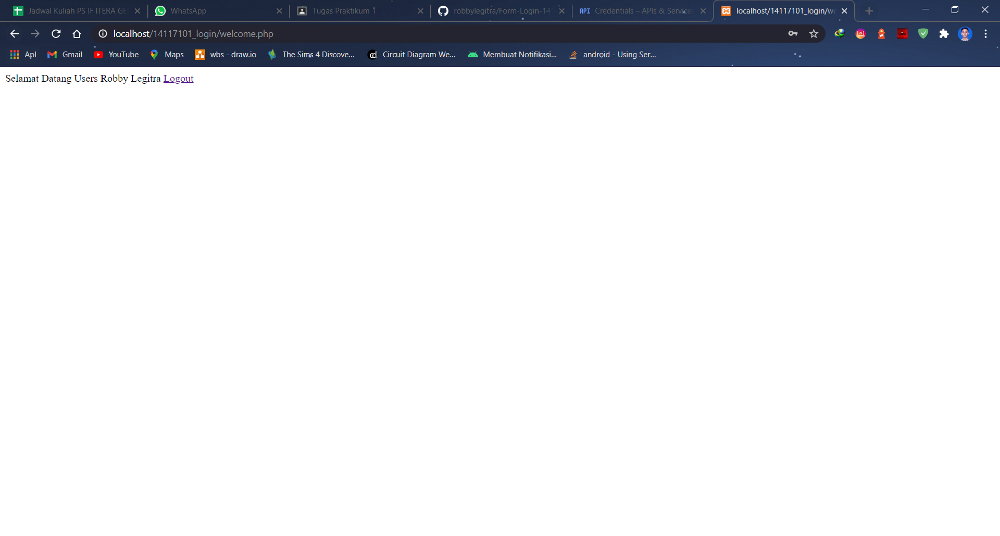 Jadwal Kuliah PS IF ITERA GE
WhatsApp
Tugas Praktikum 1
robbylegitra/Form-Login-14
API Credentials – APIs & Services
localhost/14117101_login/we
localhost/14117101_login/welcome.php
Apl
Gmail
YouTube
Maps
wbs - draw.io
The Sims 4 Discove...
cd Circuit Diagram We...
Membuat Notifikasi...
android - Using Ser...
Selamat Datang Users Robby Legitra Logout